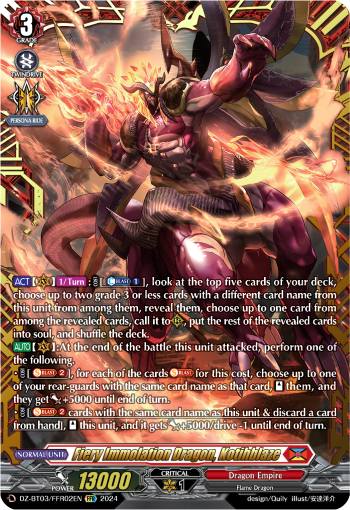 3
GRADE
TWINDRIVE
PERSONA RIDE
ACT 1/Turn : COST [ C BLAST 1 ], look at the top five cards of your deck,
choose up to two grade 3 or less cards with a different card name from
this unit from among them, reveal them, choose up to one card from
among the revealed cards, call it to R, put the rest of the revealed cards
into soul, and shuffle the deck.
AUTO : At the end of the battle this unit attacked, perform one of
the following.
• COST [ S BLAST 2 ], for each of the cards S BLAST for this cost, choose up to one
of your rear-guards with the same card name as that card, them, and
they get +5000 until end of turn.
• COST [ S BLAST 2 cards with the same card name as this unit & discard a card
from hand], this unit, and it gets +5000/drive-1 until end of turn.
NORMAL UNIT
Fiery Immolation Dragon, Kotihiblaze
POWER 13000
CRITICAL
1
Dragon Empire
Flame Dragon
DZ-BT03/FFR02EN FFR 2024
design/Quily illust/安達洋介